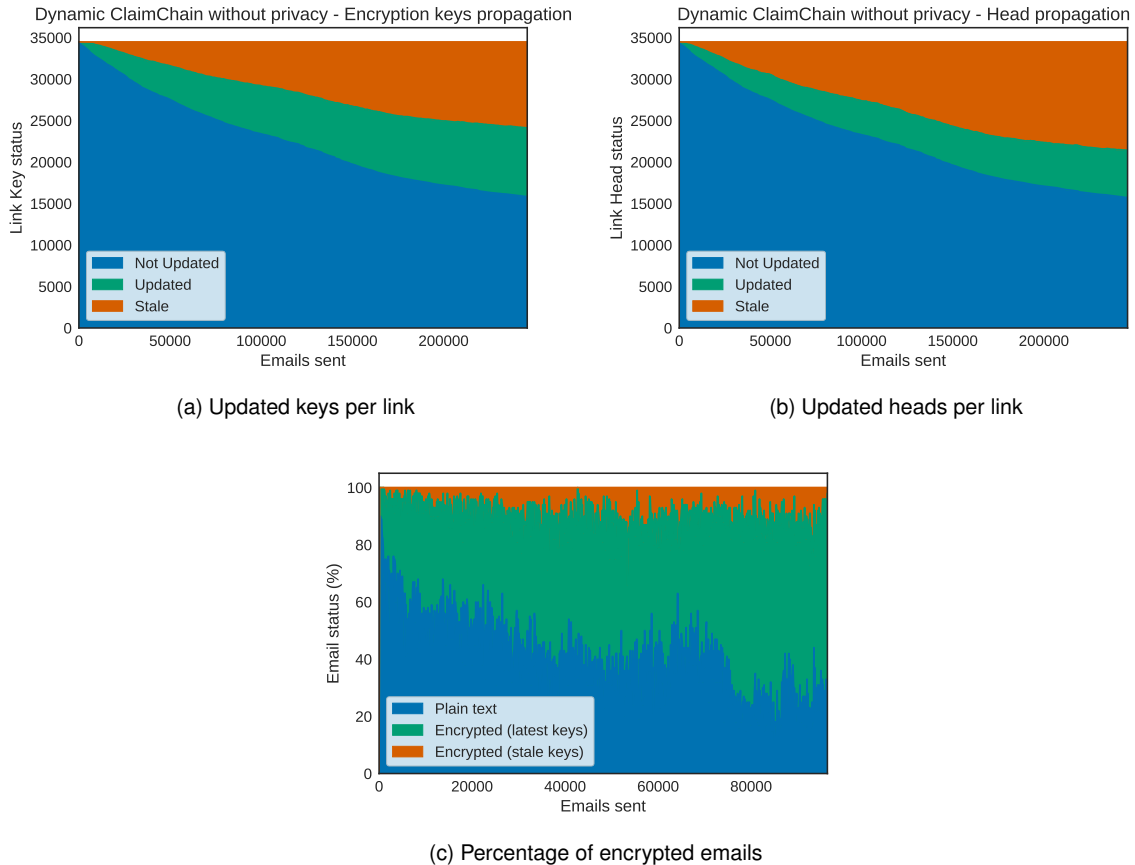 Dynamic ClaimChain without privacy - Encryption keys propagation
35000
30000
25000
20000
15000
10000
5000
0
Link Key status
Not Updated
Updated
Stale
0 50000 100000 150000 200000
Emails sent
(a) Updated keys per link
Dynamic ClaimChain without privacy - Head propagation
35000
30000
25000
20000
15000
10000
5000
0
Link Head status
Not Updated
Updated
Stale
0 50000 100000 150000 200000
Emails sent
(b) Updated heads per link
100
80
60
40
20
0
Email status (%)
Plain text
Encrypted (latest keys)
Encrypted (stale keys)
0 20000 40000 60000 80000
Emails sent
(c) Percentage of encrypted emails